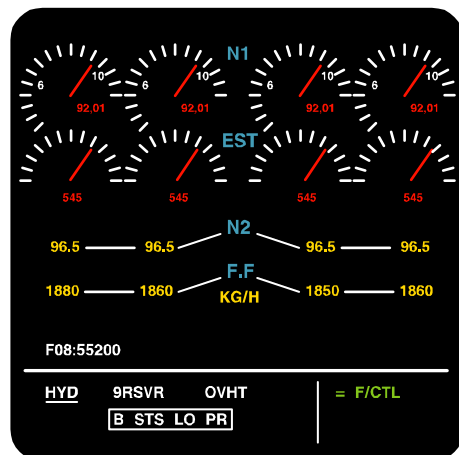 N1
6 10 6 10 6 10 6 10
92,01 92,01 92,01 92,01
EST
545 545 545 545
N2
96.5 96.5 96.5 96.5
F.F
1880 1860 KG/H 1850 1860
F08:55200
HYD 9RSVR OVHT = F/CTL
B STS LO PR